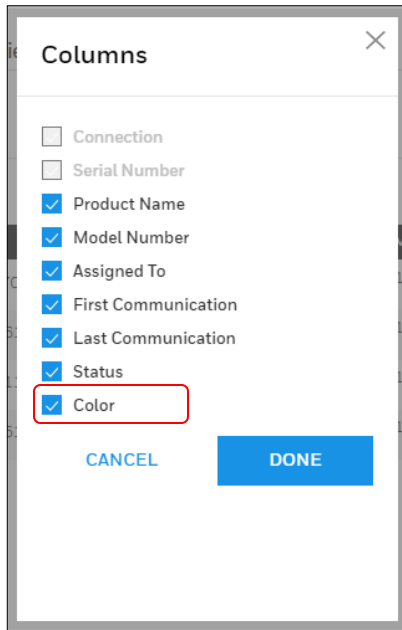 Columns
Connection
Serial Number
Product Name
Model Number
Assigned To
First Communication
Last Communication
Status
Color
CANCEL
DONE